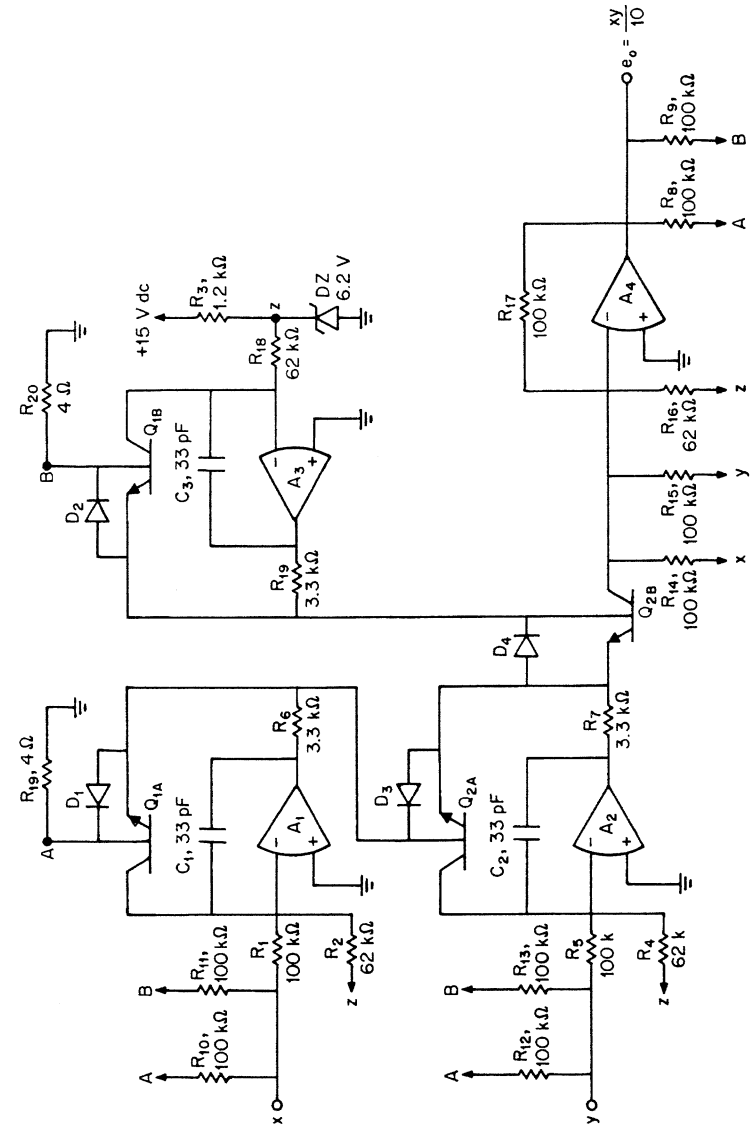 A
R19, 4 Ω
D1
Q1A
C1, 33 pF
R6
3.3 kΩ
A1
−
+
B
R11,
100 kΩ
A
R10,
100 kΩ
R1
100 kΩ
R2
62 kΩ
z
x
B
R20
4 Ω
D2
Q1B
C3, 33 pF
A3
−
+
R19
3.3 kΩ
R18
62 kΩ
z
+15 V dc
R3,
1.2 kΩ
DZ
6.2 V
D3
Q2A
C2, 33 pF
A2
−
+
R7
3.3 kΩ
D4
Q2B
B
R13,
100 kΩ
A
R12,
100 kΩ
R5
100 k
R4
62 k
z
y
R14,
100 kΩ
x
R15,
100 kΩ
y
R16,
62 kΩ
z
R17
100 kΩ
A4
−
+
R8,
100 kΩ
A
R9,
100 kΩ
B
eo = xy/10